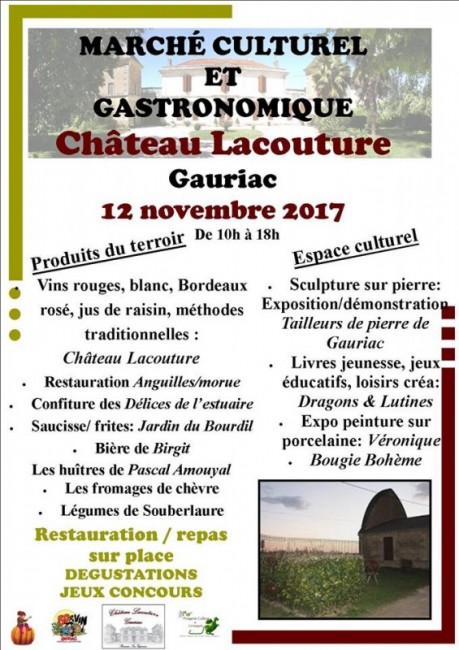 MARCHÉ CULTUREL
ET
GASTRONOMIQUE
Château Lacouture
Gauriac
12 novembre 2017
De 10h à 18h
Produits du terroir
• Vins rouges, blanc, Bordeaux
rosé, jus de raisin, méthodes
traditionnelles :
Château Lacouture
• Restauration Anguilles/morue
• Confiture des Délices de l'estuaire
• Saucisse/ frites: Jardin du Bourdil
• Bière de Birgit
Les huîtres de Pascal Amouyal
• Les fromages de chèvre
• Légumes de Souberlaure
Restauration / repas
sur place
DEGUSTATIONS
JEUX CONCOURS
Espace culturel
• Sculpture sur pierre:
Exposition/démonstration
Tailleurs de pierre de
Gauriac
• Livres jeunesse, jeux
éducatifs, loisirs créa:
Dragons & Lutines
• Expo peinture sur
porcelaine: Véronique
• Bougie Bohème
Château Lacouture
Gauriac